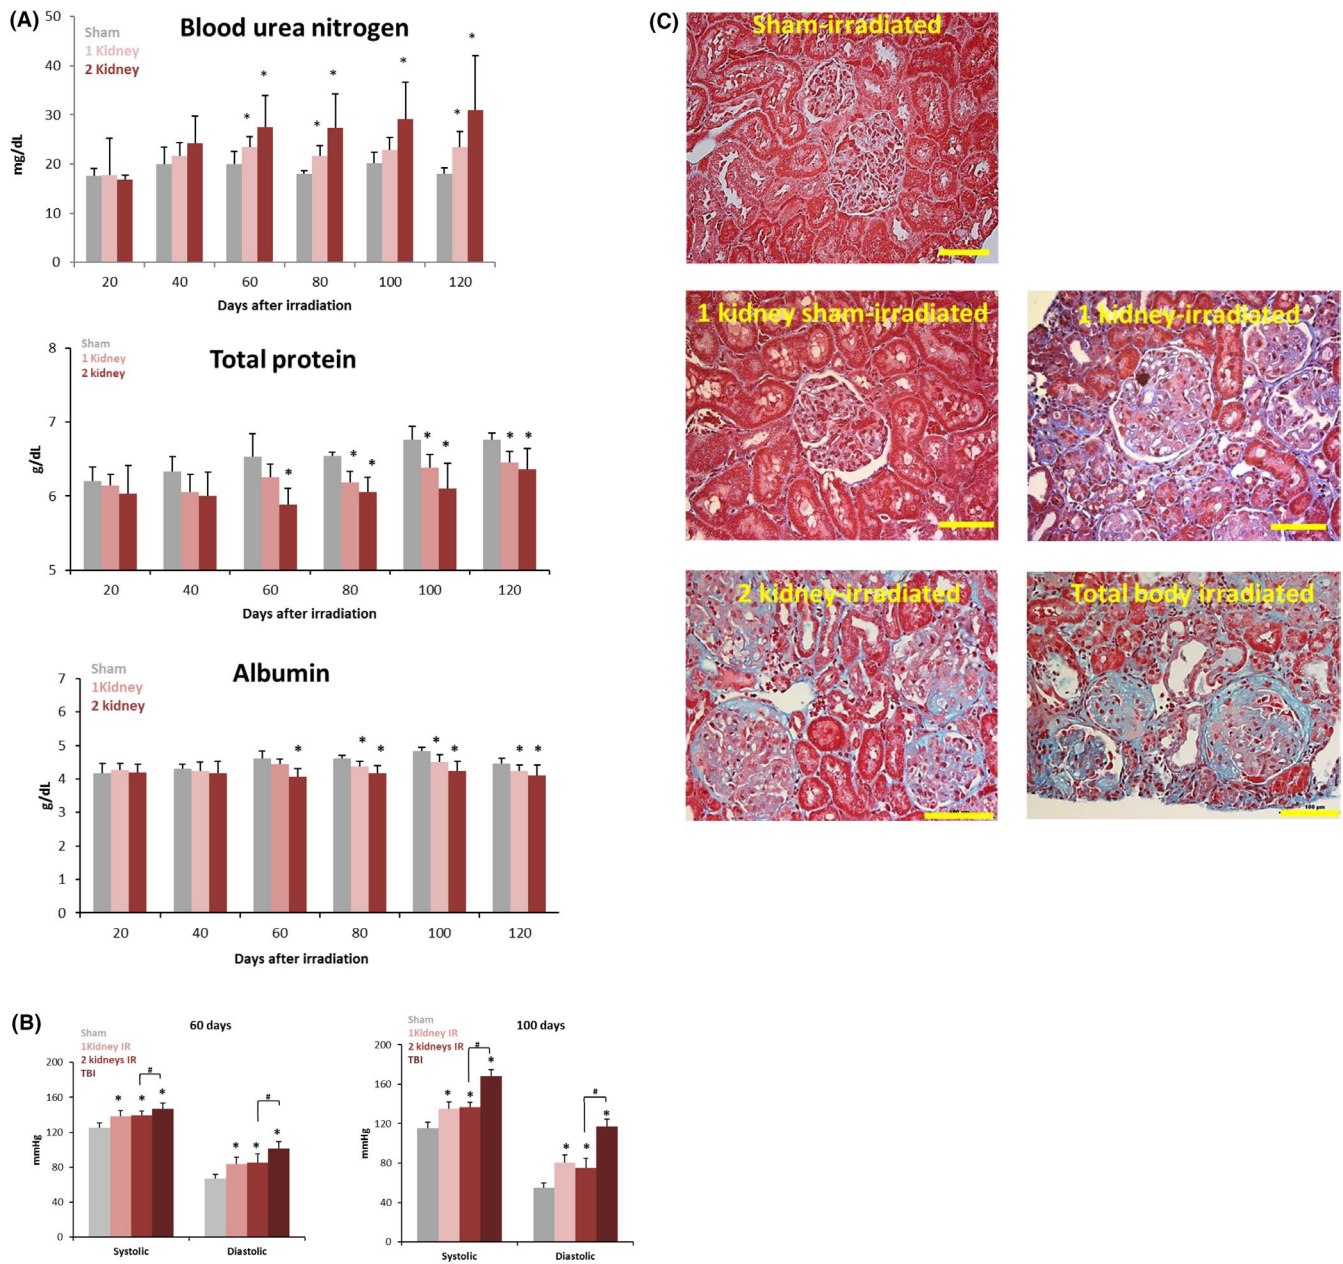 (A)
Blood urea nitrogen
Sham
1 Kidney
2 Kidney
mg/dL
50
40
30
20
10
0
* * * * * * *
20 40 60 80 100 120
Days after irradiation
Total protein
Sham
1 Kidney
2 kidney
g/dL
8
7
6
5
* * * * * * *
20 40 60 80 100 120
Days after irradiation
Albumin
Sham
1Kidney
2 kidney
g/dL
7
6
5
4
3
2
1
0
* * * * * * *
20 40 60 80 100 120
Days after irradiation
(B)
60 days
Sham
1Kidney IR
2 kidneys IR
TBI
mmHg
200
160
120
80
40
0
# #
* * * * * *
Systolic Diastolic
100 days
Sham
1Kidney IR
2 kidneys IR
TBI
mmHg
200
160
120
80
40
0
# #
* * * * * *
Systolic Diastolic
(C)
Sham-irradiated
1 kidney sham-irradiated
1 kidney-irradiated
2 kidney-irradiated
Total body irradiated
100 µm